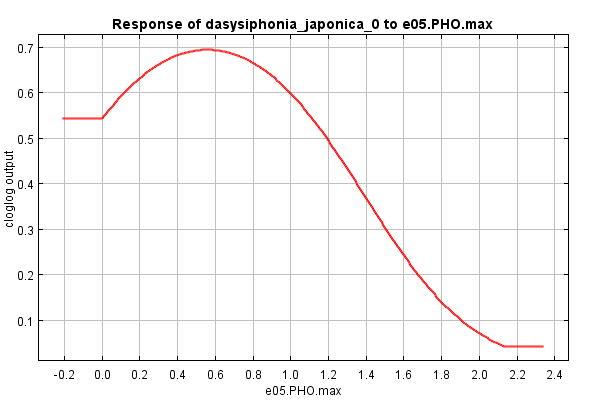 Response of dasysiphonia_japonica_0 to e05.PHO.max
cloglog output
0.7
0.6
0.5
0.4
0.3
0.2
0.1
-0.2 0.0 0.2 0.4 0.6 0.8 1.0 1.2 1.4 1.6 1.8 2.0 2.2 2.4
e05.PHO.max